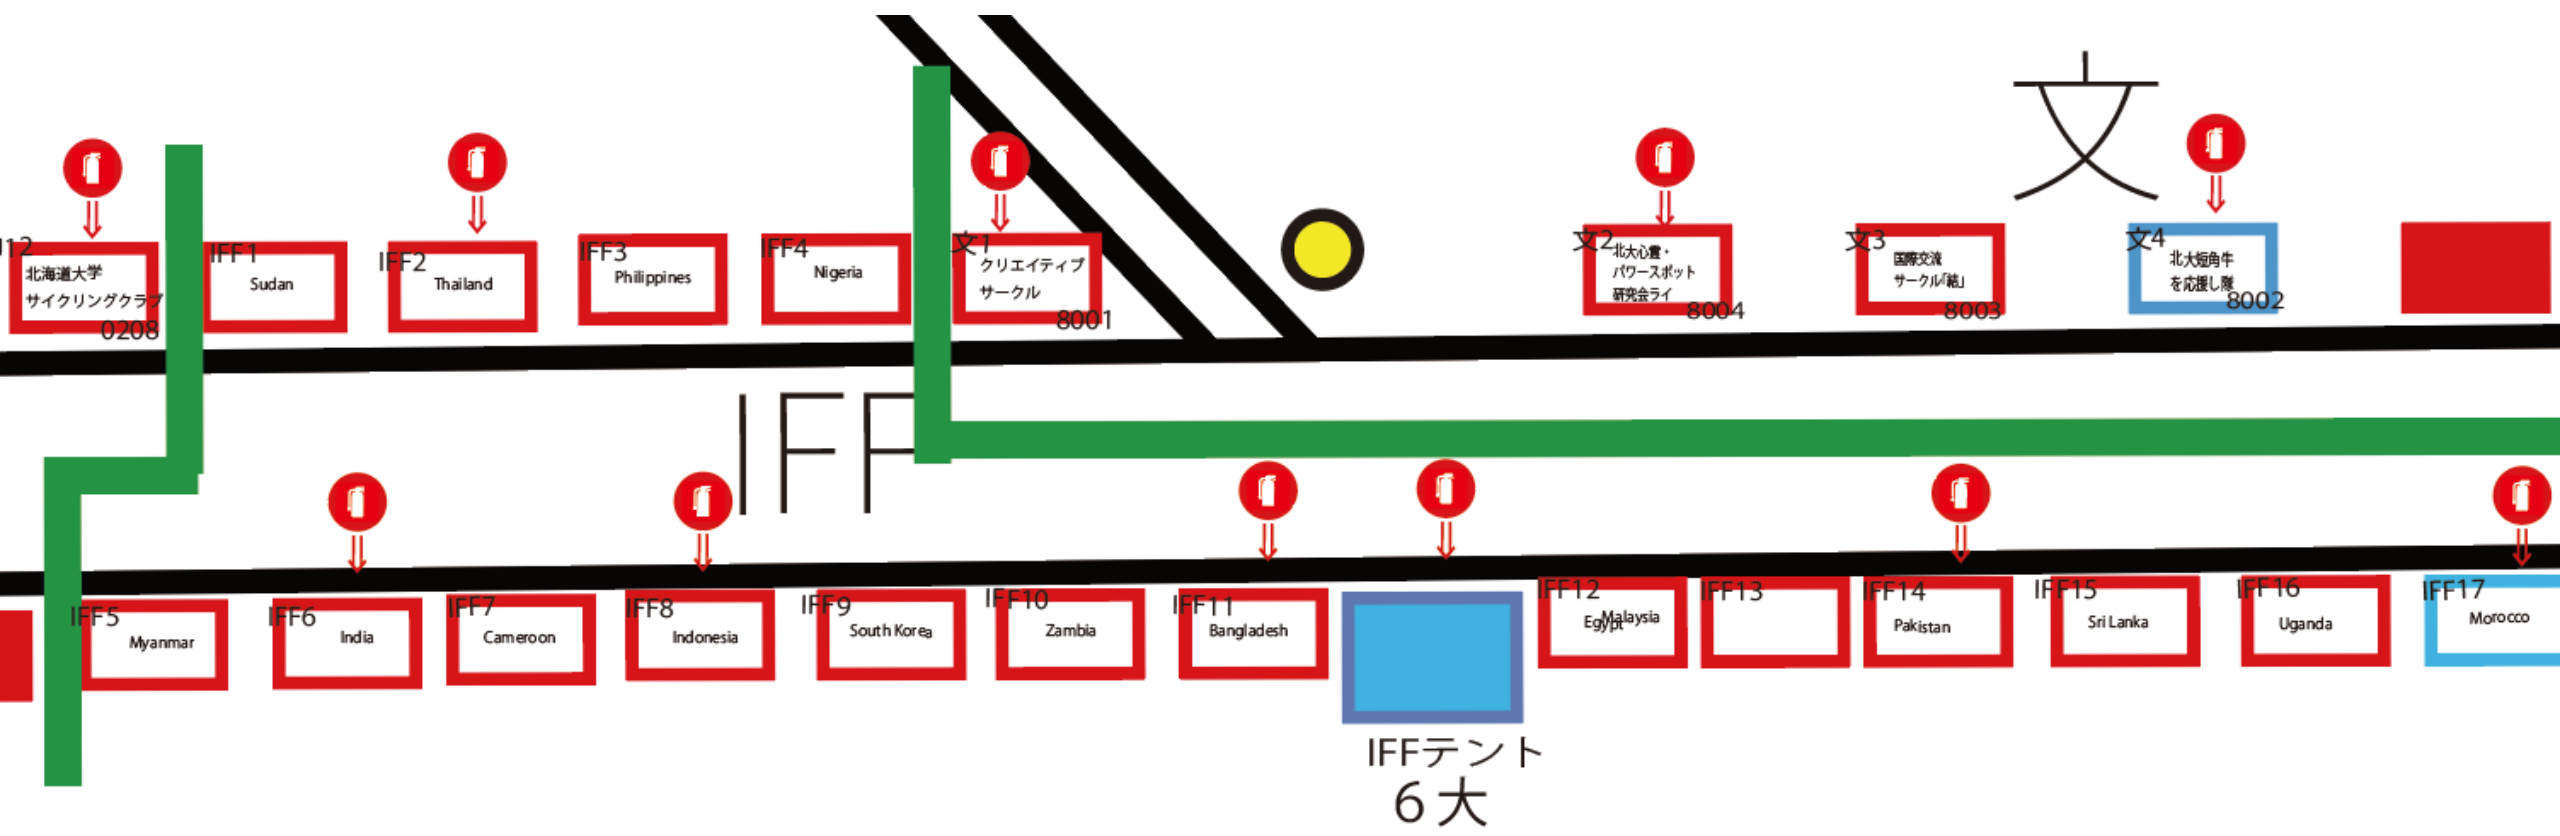 文
J12
北海道大学
サイクリングクラブ
0208
IFF1
Sudan
IFF2
Thailand
IFF3
Philippines
IFF4
Nigeria
文1
クリエイティブ
サークル
8001
文2
北大心霊・
パワースポット
研究会ライ
8004
文3
国際交流
サークル「結」
8003
文4
北大短角牛
を応援し隊
8002
IFF
IFF5
Myanmar
IFF6
India
IFF7
Cameroon
IFF8
Indonesia
IFF9
South Korea
IFF10
Zambia
IFF11
Bangladesh
IFFテント
6大
IFF12
Malaysia
Egypt
IFF13
IFF14
Pakistan
IFF15
Sri Lanka
IFF16
Uganda
IFF17
Morocco